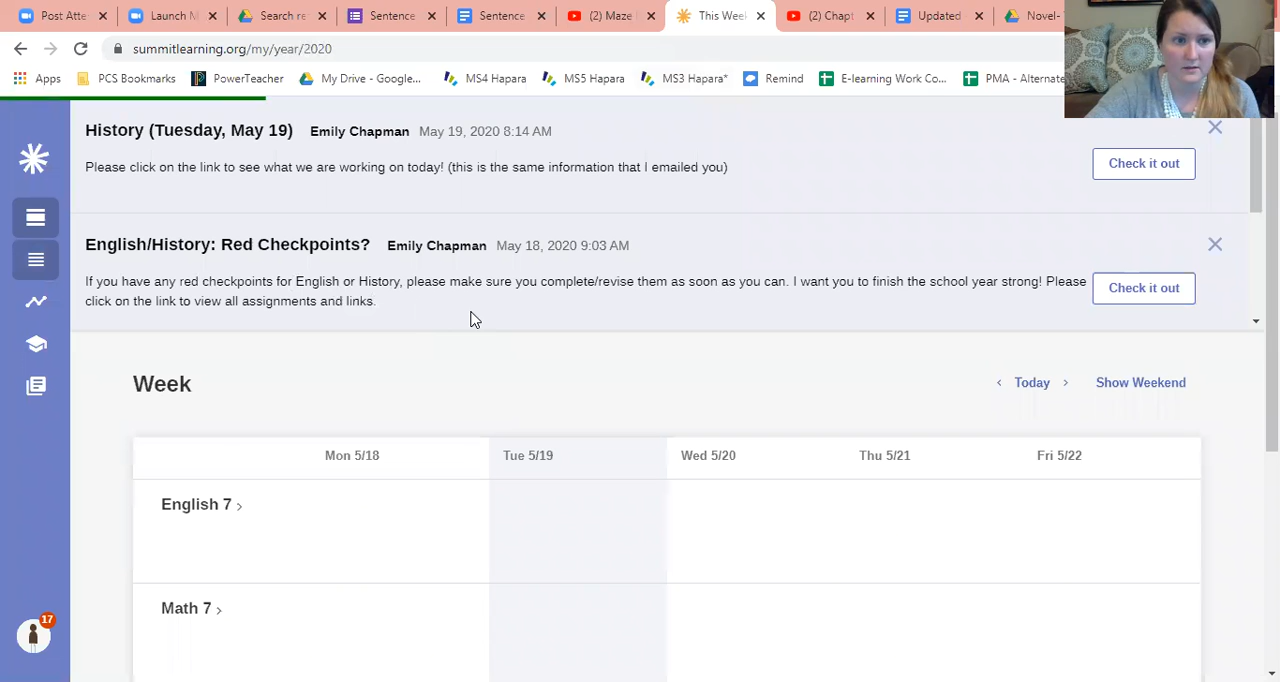 Post Atte
Launch M
Search re
Sentence
Sentence
(2) Maze
This Wee
(2) Chapt
Updated
Novel-
summitlearning.org/my/year/2020
Apps
PCS Bookmarks
PowerTeacher
My Drive - Google...
MS4 Hapara
MS5 Hapara
MS3 Hapara*
Remind
E-learning Work Co...
PMA - Alternate
History (Tuesday, May 19) Emily Chapman May 19, 2020 8:14 AM
Please click on the link to see what we are working on today! (this is the same information that I emailed you)
Check it out
English/History: Red Checkpoints? Emily Chapman May 18, 2020 9:03 AM
If you have any red checkpoints for English or History, please make sure you complete/revise them as soon as you can. I want you to finish the school year strong! Please
click on the link to view all assignments and links.
Check it out
Week
Today
Show Weekend
Mon 5/18
Tue 5/19
Wed 5/20
Thu 5/21
Fri 5/22
English 7
Math 7
17